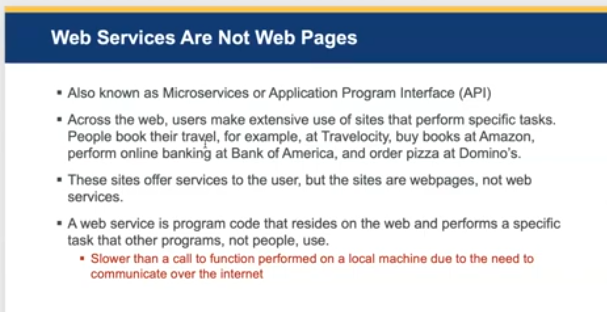 Web Services Are Not Web Pages
▪ Also known as Microservices or Application Program Interface (API)
▪ Across the web, users make extensive use of sites that perform specific tasks.
People book their travel, for example, at Travelocity, buy books at Amazon,
perform online banking at Bank of America, and order pizza at Domino's.
▪ These sites offer services to the user, but the sites are webpages, not web
services.
▪ A web service is program code that resides on the web and performs a specific
task that other programs, not people, use.
▪ Slower than a call to function performed on a local machine due to the need to
communicate over the internet